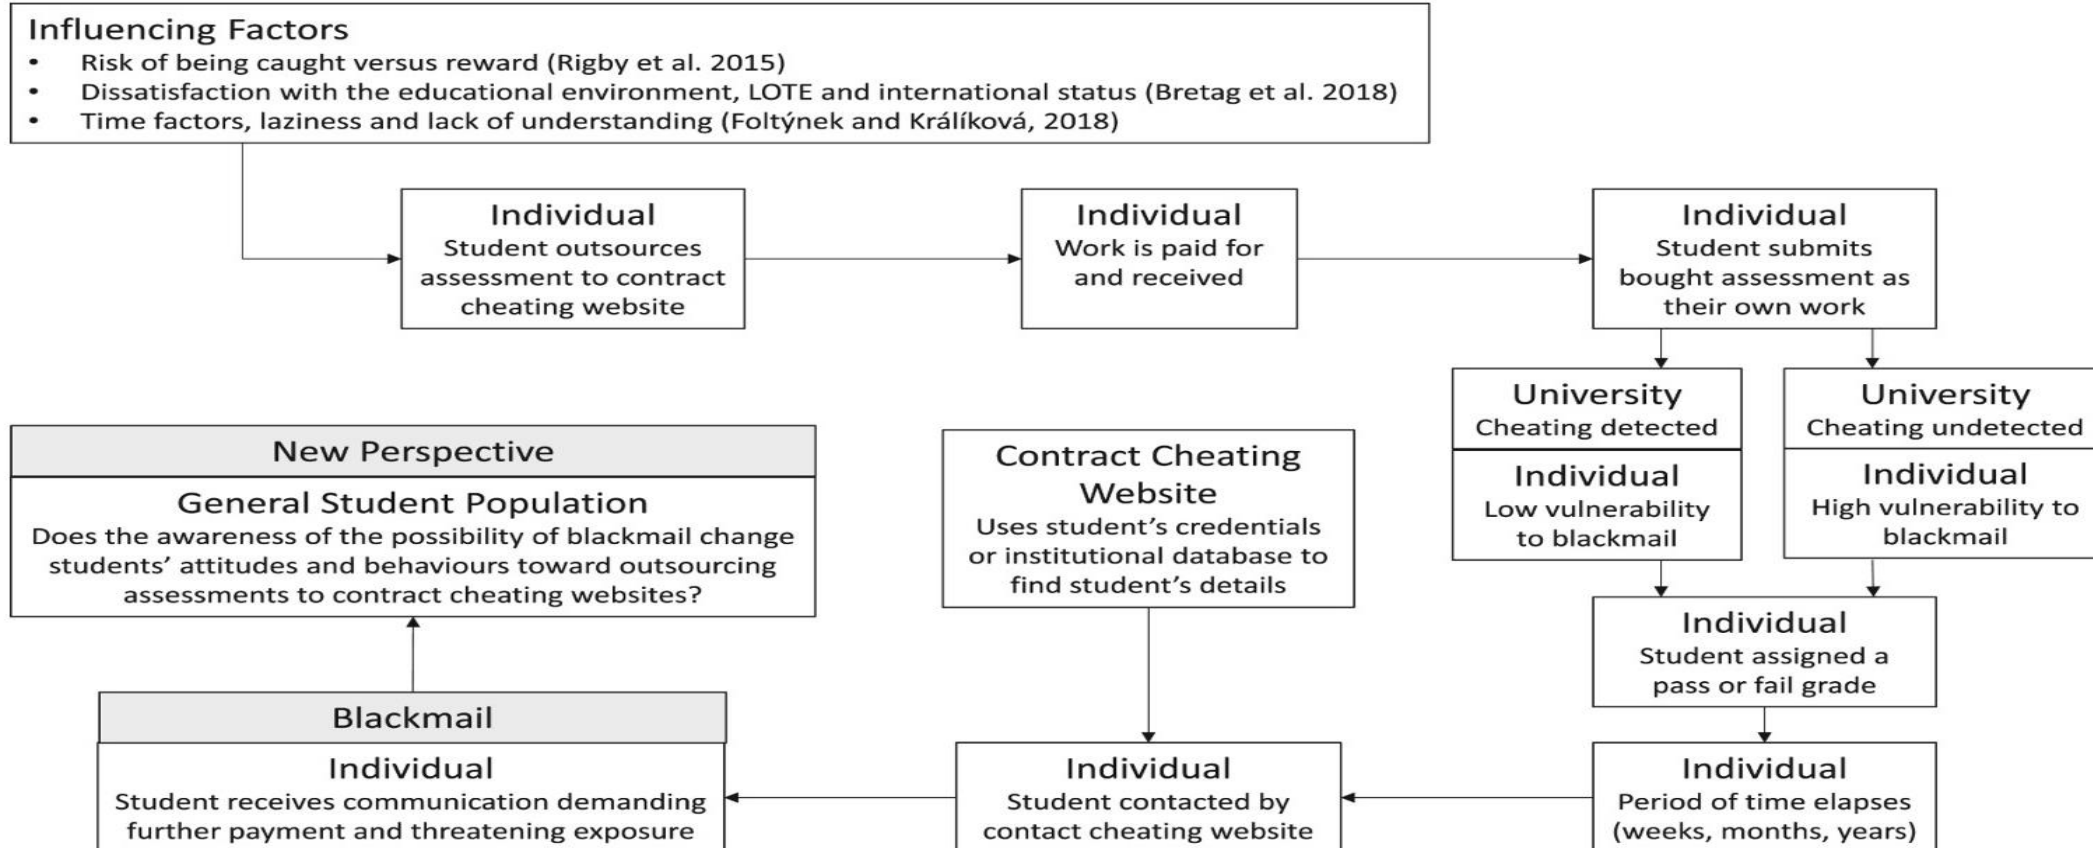 Influencing Factors
• Risk of being caught versus reward (Rigby et al. 2015)
• Dissatisfaction with the educational environment, LOTE and international status (Bretag et al. 2018)
• Time factors, laziness and lack of understanding (Foltýnek and Králíková, 2018)
Individual
Student outsources
assessment to contract
cheating website
Individual
Work is paid for
and received
Individual
Student submits
bought assessment as
their own work
University
Cheating detected
Individual
Low vulnerability
to blackmail
University
Cheating undetected
Individual
High vulnerability to
blackmail
Individual
Student assigned a
pass or fail grade
Individual
Period of time elapses
(weeks, months, years)
Contract Cheating
Website
Uses student’s credentials
or institutional database to
find student’s details
Individual
Student contacted by
contact cheating website
Blackmail
Individual
Student receives communication demanding
further payment and threatening exposure
New Perspective
General Student Population
Does the awareness of the possibility of blackmail change
students’ attitudes and behaviours toward outsourcing
assessments to contract cheating websites?